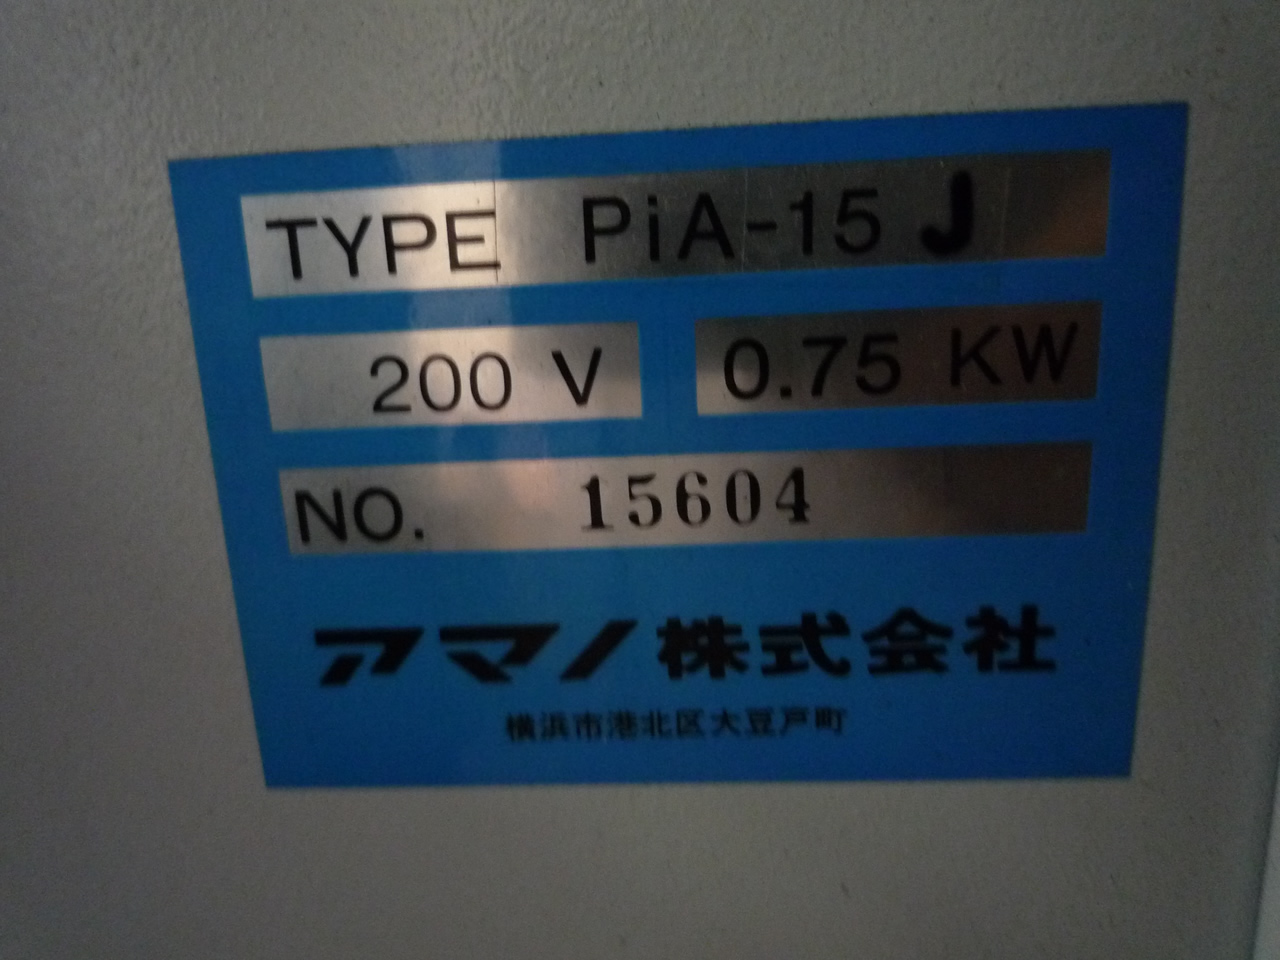 TYPE PiA-15 J
200 V 0.75 KW
NO. 15604
アマノ株式会社
横浜市港北区大豆戸町